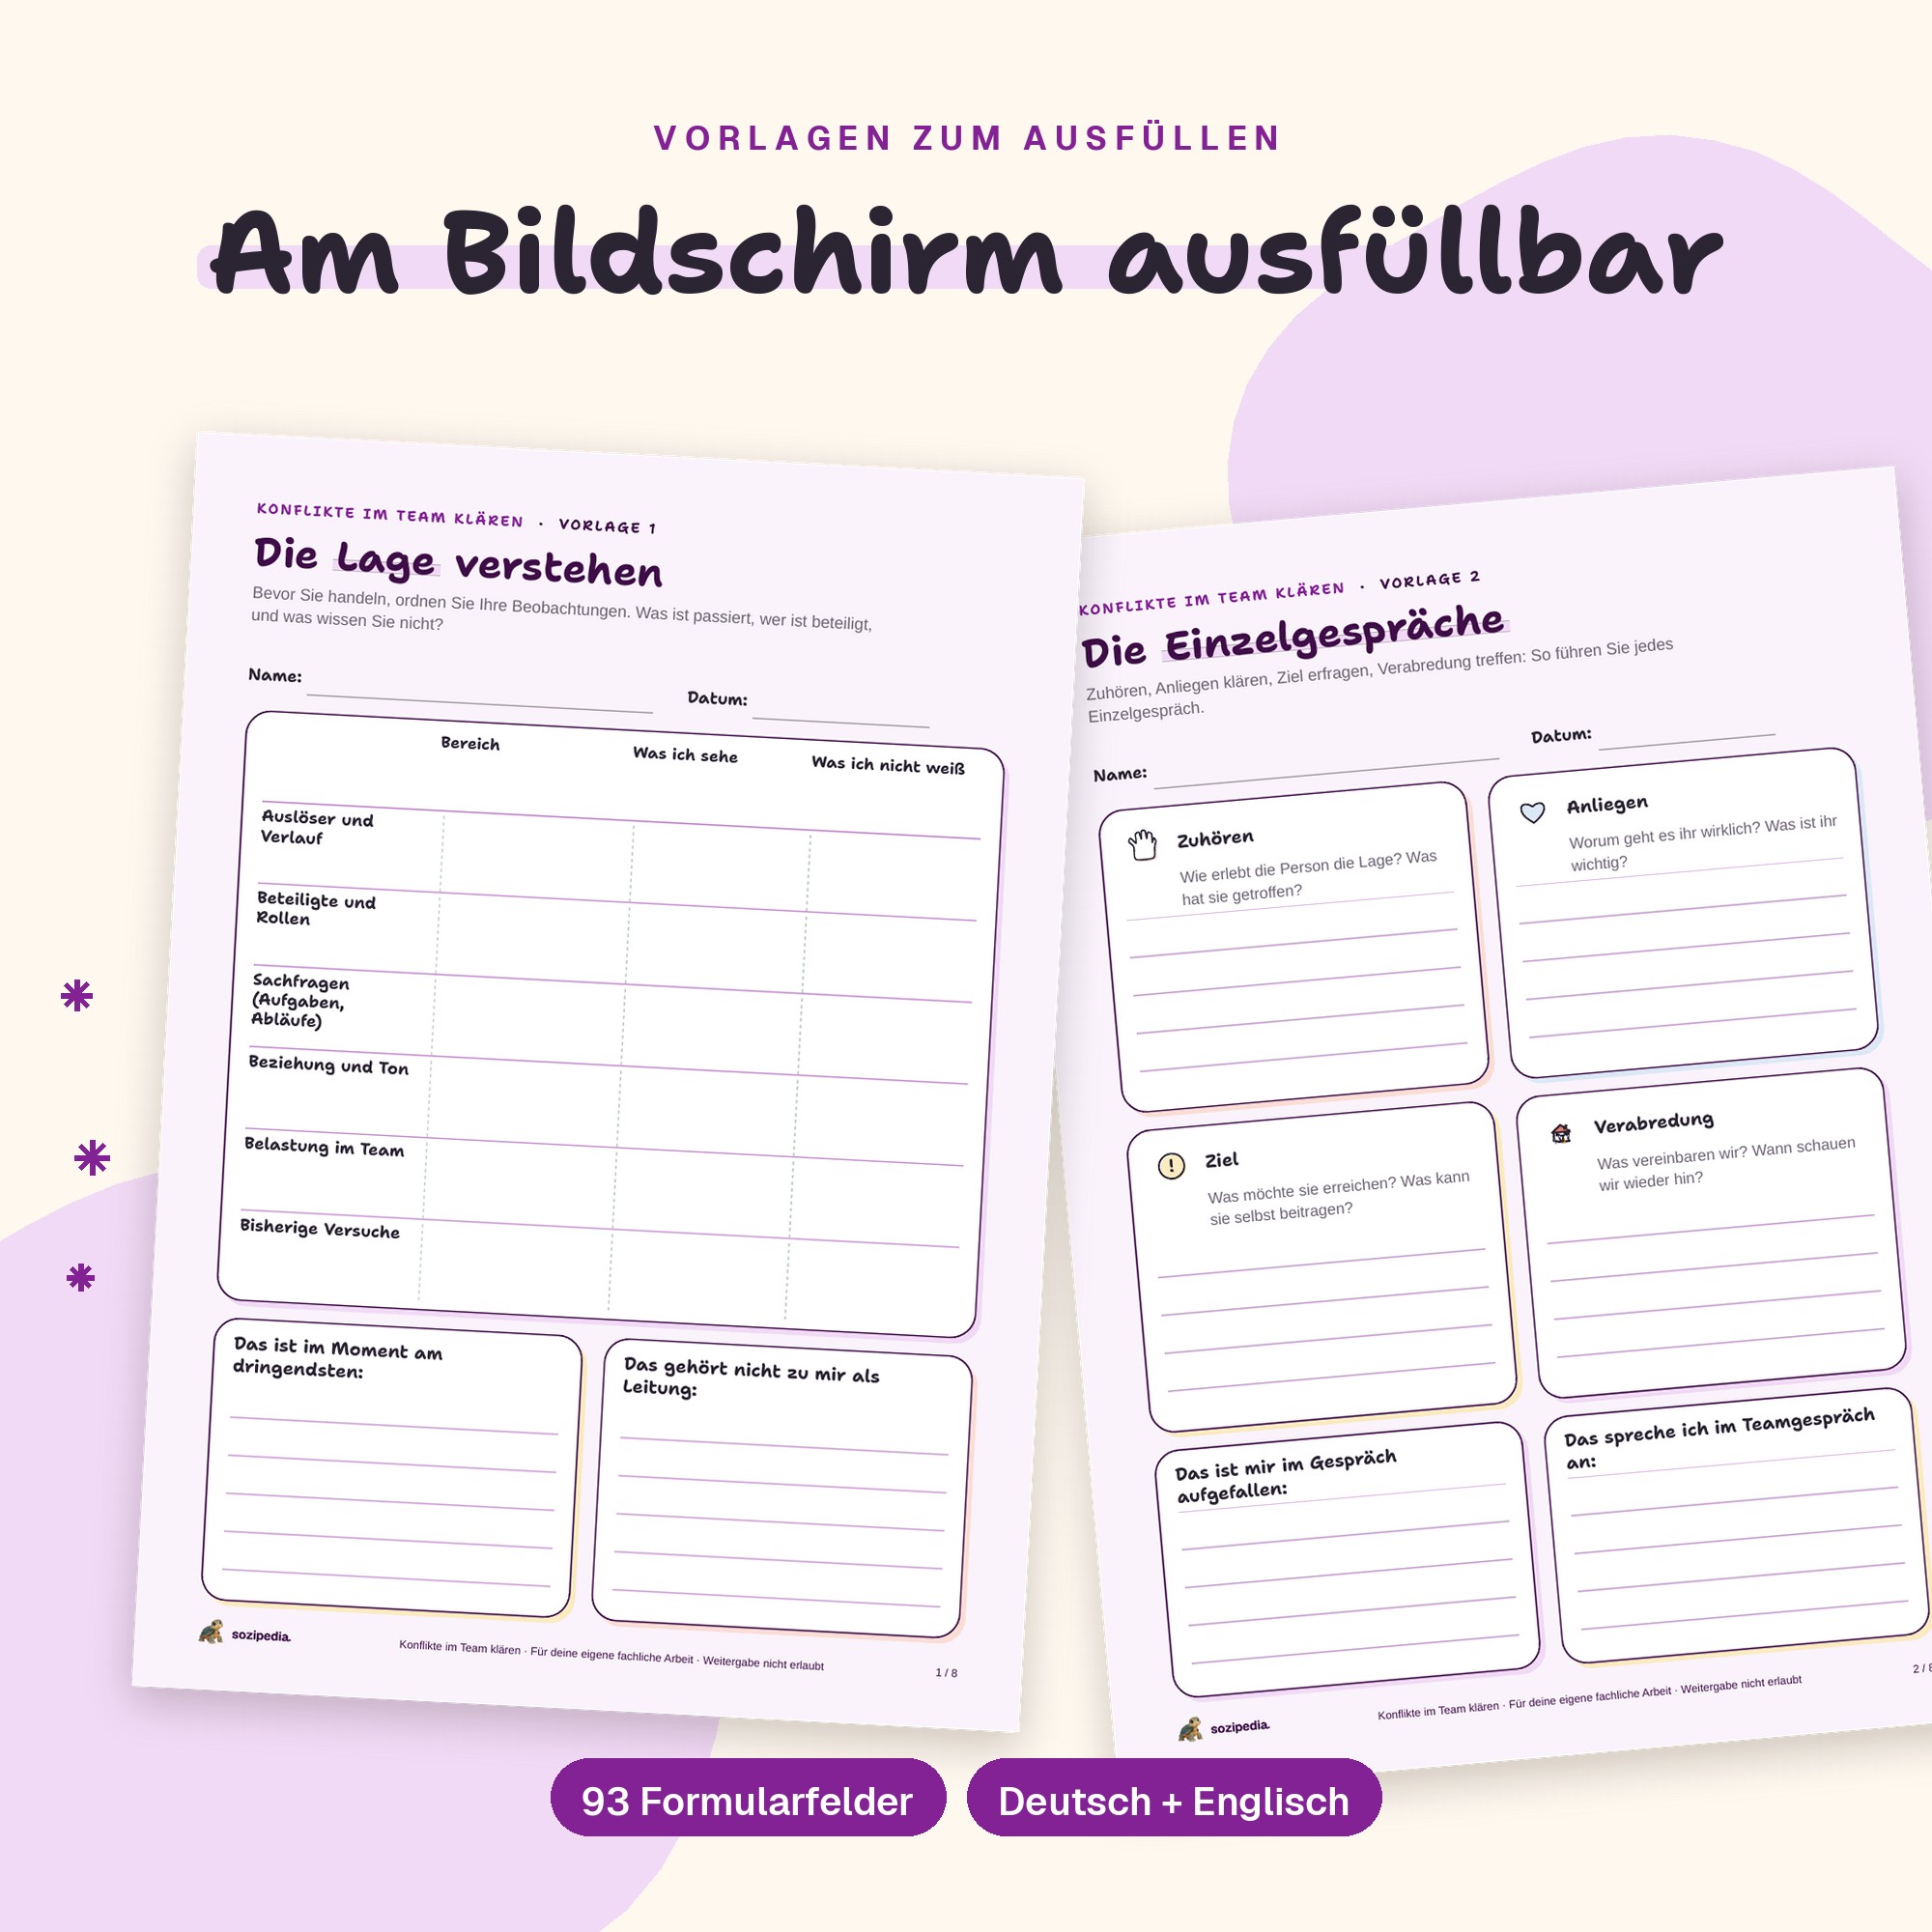 VORLAGEN ZUM AUSFÜLLEN
Am Bildschirm ausfüllbar
KONFLIKTE IM TEAM KLÄREN · VORLAGE 1
Die Lage verstehen
Bevor Sie handeln, ordnen Sie Ihre Beobachtungen. Was ist passiert, wer ist beteiligt,
und was wissen Sie nicht?
Name:
Datum:
Bereich
Was ich sehe
Was ich nicht weiß
Auslöser und
Verlauf
Beteiligte und
Rollen
Sachfragen
(Aufgaben,
Abläufe)
Beziehung und Ton
Belastung im Team
Bisherige Versuche
Das ist im Moment am
dringendsten:
Das gehört nicht zu mir als
Leitung:
sozipedia.
Konflikte im Team klären · Für deine eigene fachliche Arbeit · Weitergabe nicht erlaubt
1 / 8
KONFLIKTE IM TEAM KLÄREN · VORLAGE 2
Die Einzelgespräche
Zuhören, Anliegen klären, Ziel erfragen, Verabredung treffen: So führen Sie jedes
Einzelgespräch.
Name:
Datum:
Zuhören
Wie erlebt die Person die Lage? Was
hat sie getroffen?
Anliegen
Worum geht es ihr wirklich? Was ist ihr
wichtig?
Ziel
Was möchte sie erreichen? Was kann
sie selbst beitragen?
Verabredung
Was vereinbaren wir? Wann schauen
wir wieder hin?
Das ist mir im Gespräch
aufgefallen:
Das spreche ich im Teamgespräch
an:
sozipedia.
Konflikte im Team klären · Für deine eigene fachliche Arbeit · Weitergabe nicht erlaubt
2 / 8
93 Formularfelder
Deutsch + Englisch